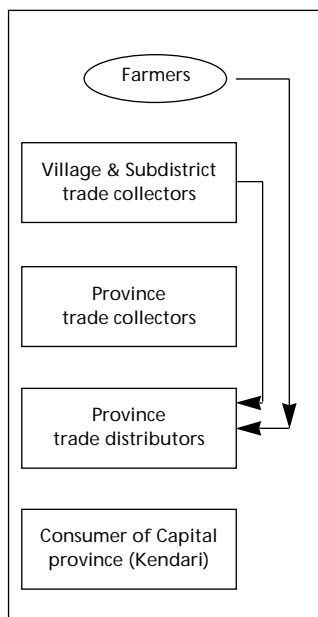 Farmers
Village & Subdistrict
trade collectors
Province
trade collectors
Province
trade distributors
Consumer of Capital
province (Kendari)